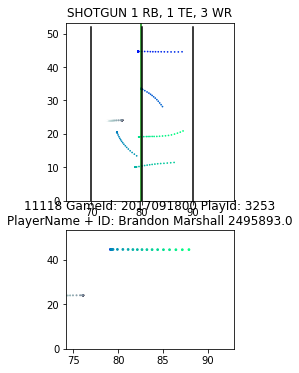 SHOTGUN 1 RB, 1 TE, 3 WR
50
40
30
20
10
0
70 80 90
11118 GameId: 2017091800 PlayId: 3253
PlayerName + ID: Brandon Marshall 2495893.0
40
20
0
75 80 85 90